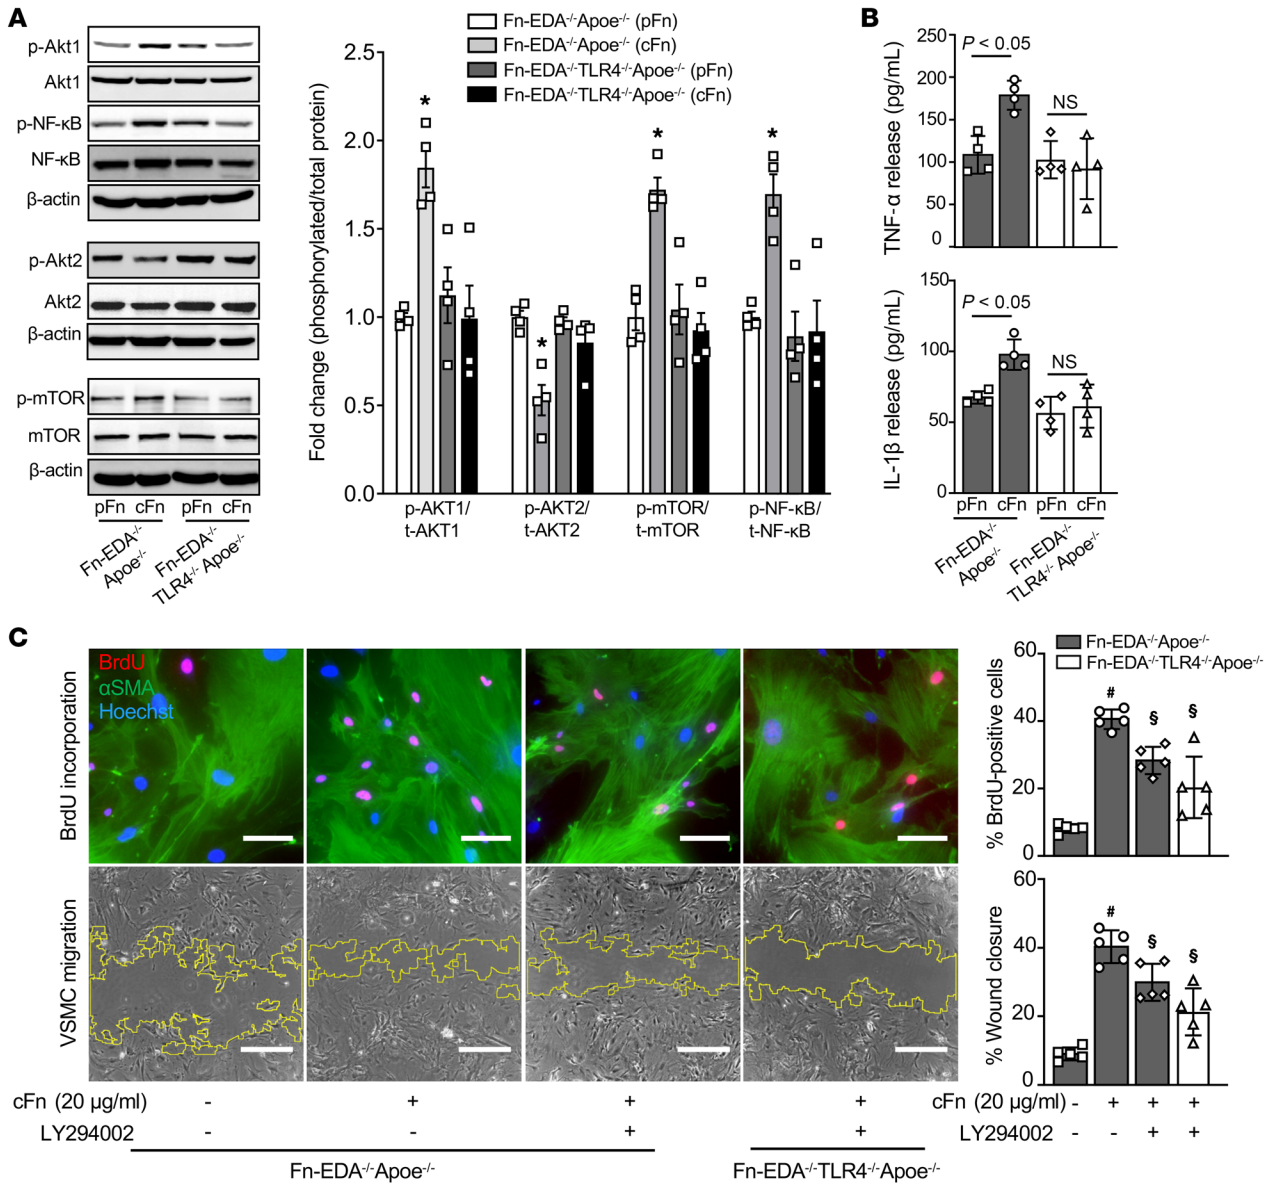 A
p-Akt1
Akt1
p-NF-κB
NF-κB
β-actin
p-Akt2
Akt2
β-actin
p-mTOR
mTOR
β-actin
pFn cFn pFn cFn
Fn-EDA-/- Apoe-/-
Fn-EDA-/- TLR4-/- Apoe-/-
Fn-EDA-/-Apoe-/- (pFn)
Fn-EDA-/-Apoe-/- (cFn)
Fn-EDA-/-TLR4-/-Apoe-/- (pFn)
Fn-EDA-/-TLR4-/-Apoe-/- (cFn)
Fold change (phosphorylated/total protein)
2.5
2.0
1.5
1.0
0.5
0.0
* * * *
p-AKT1/ p-AKT2/ p-mTOR/ p-NF-κB/
t-AKT1 t-AKT2 t-mTOR t-NF-κB
B
TNF-α release (pg/mL)
250
200
150
100
50
0
P < 0.05
NS
IL-1β release (pg/mL)
150
100
50
0
P < 0.05
NS
pFn cFn pFn cFn
Fn-EDA-/- Apoe-/-
Fn-EDA-/- TLR4-/- Apoe-/-
C
BrdU incorporation
BrdU
αSMA
Hoechst
VSMC migration
cFn (20 µg/ml) - + + +
LY294002 - - + +
Fn-EDA-/-Apoe-/- Fn-EDA-/-TLR4-/-Apoe-/-
Fn-EDA-/-Apoe-/-
Fn-EDA-/-TLR4-/-Apoe-/-
% BrdU-positive cells
60
40
20
0
# § §
% Wound closure
60
40
20
0
# § §
cFn (20 µg/ml) - + + +
LY294002 - - + +